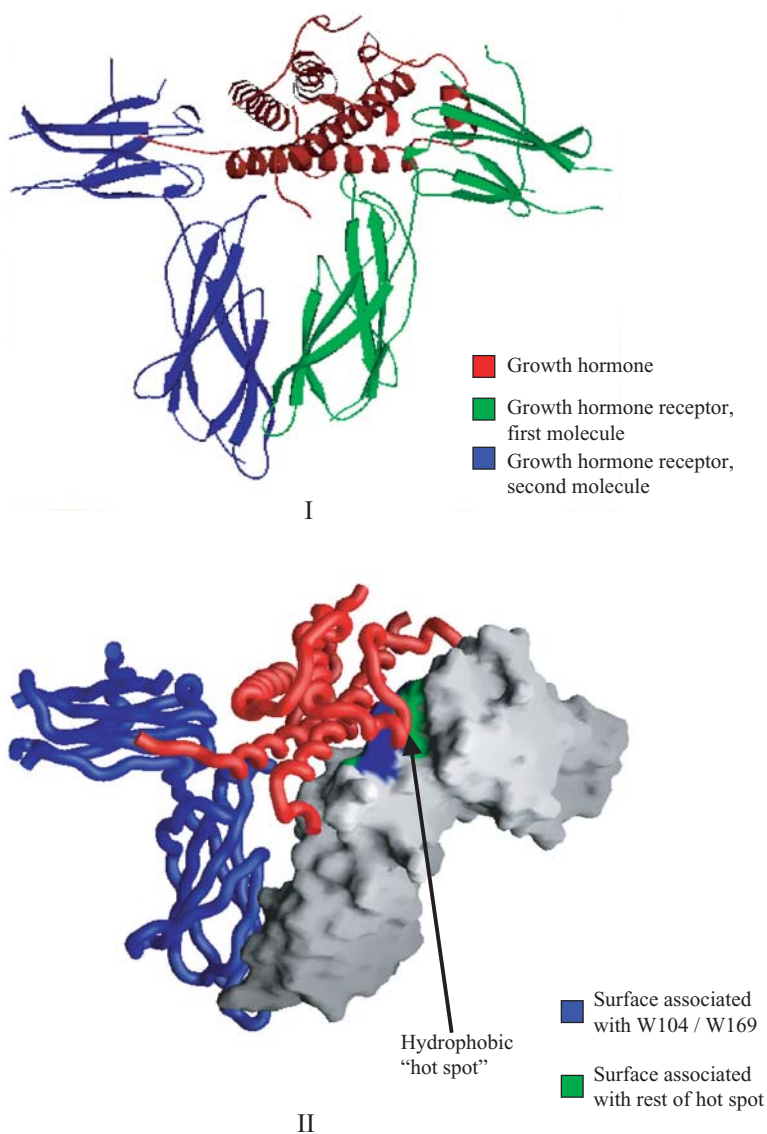 Growth hormone
Growth hormone receptor,
first molecule
Growth hormone receptor,
second molecule
I
Hydrophobic
“hot spot”
Surface associated
with W104 / W169
Surface associated
with rest of hot spot
II